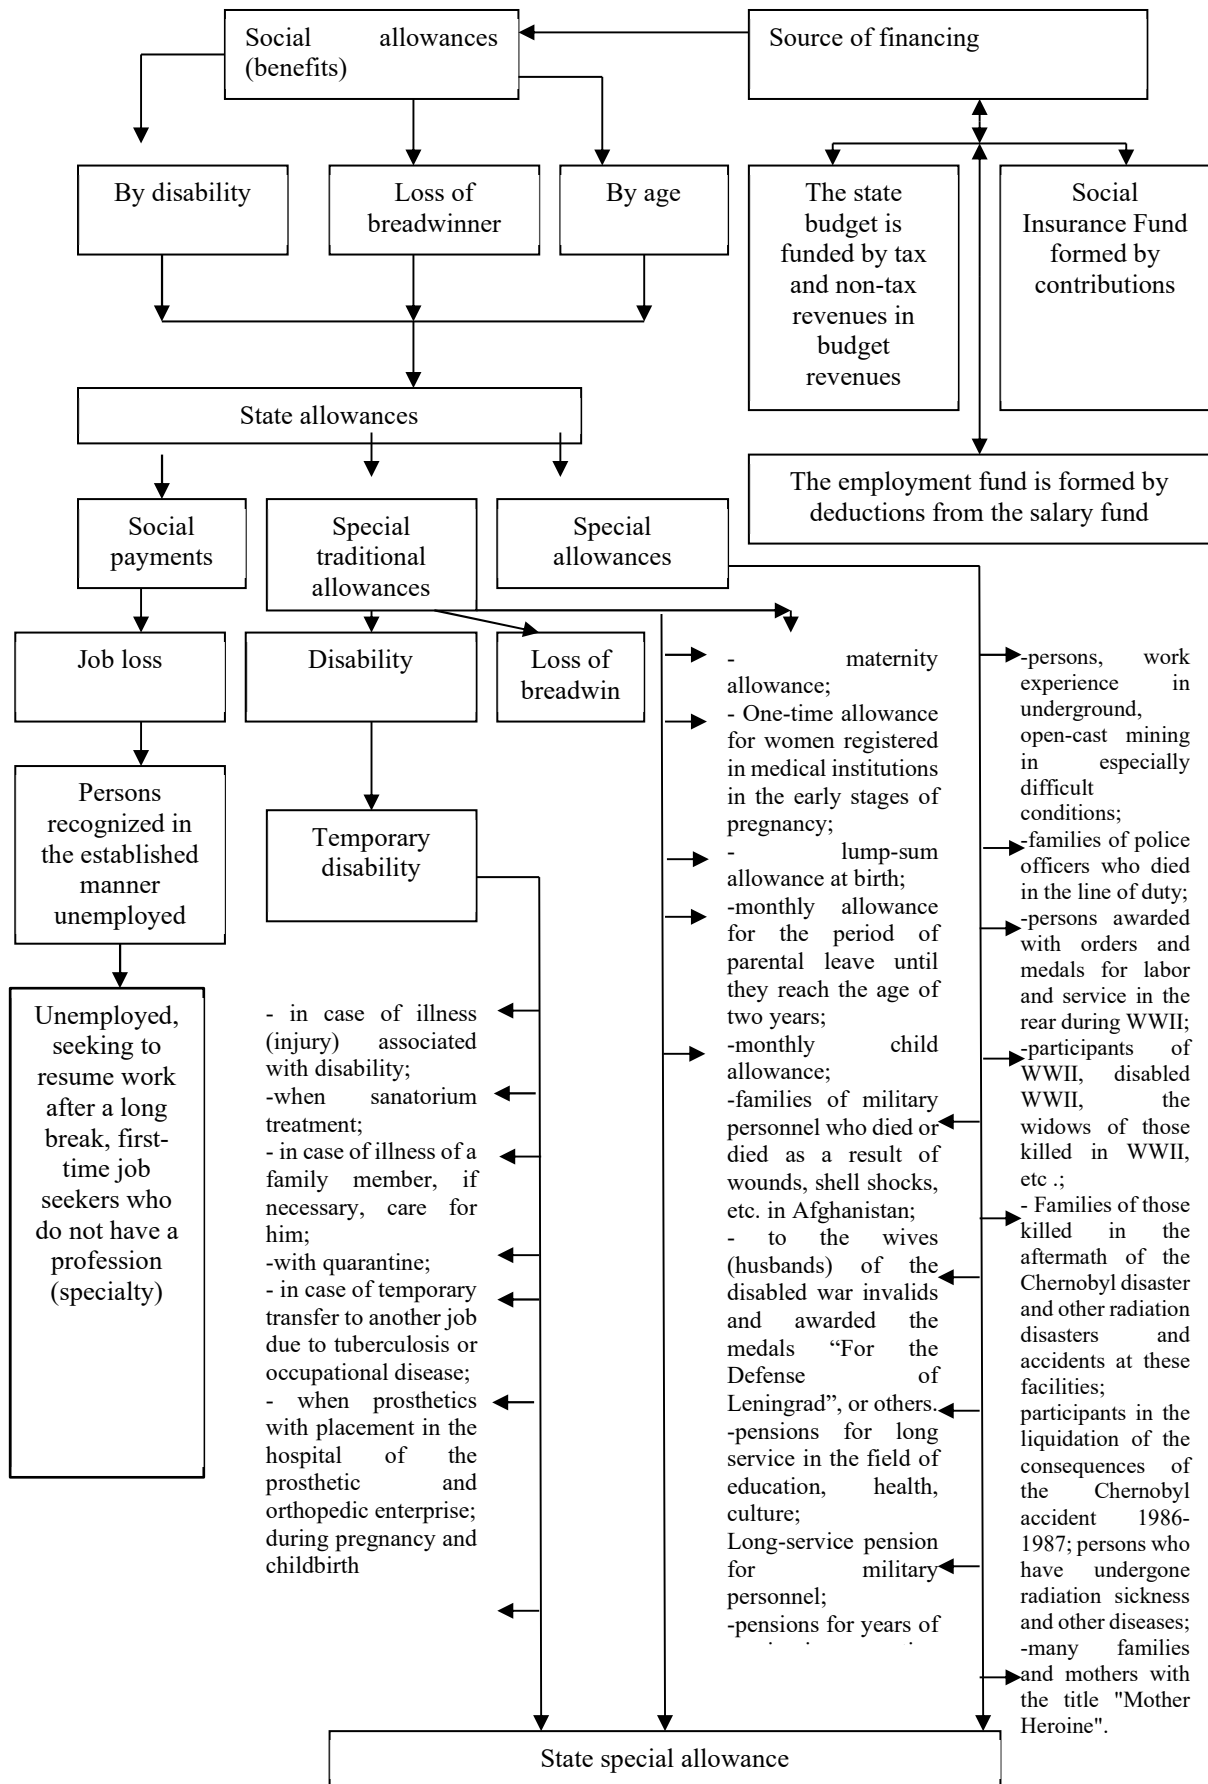 Social allowances
(benefits)
Source of financing
By disability
Loss of
breadwinner
By age
The state
budget is
funded by tax
and non-tax
revenues in
budget
revenues
Social
Insurance Fund
formed by
contributions
State allowances
The employment fund is formed by
deductions from the salary fund
Social
payments
Special
traditional
allowances
Special
allowances
Job loss
Disability
Loss of
breadwin
Persons
recognized in
the established
manner
unemployed
Temporary
disability
Unemployed,
seeking to
resume work
after a long
break, first-
time job
seekers who
do not have a
profession
(specialty)
- in case of illness
(injury) associated
with disability;
-when sanatorium
treatment;
- in case of illness of a
family member, if
necessary, care for
him;
-with quarantine;
- in case of temporary
transfer to another job
due to tuberculosis or
occupational disease;
- when prosthetics
with placement in the
hospital of the
prosthetic and
orthopedic enterprise;
during pregnancy and
childbirth
- maternity
allowance;
- One-time allowance
for women registered
in medical institutions
in the early stages of
pregnancy;
- lump-sum
allowance at birth;
-monthly allowance
for the period of
parental leave until
they reach the age of
two years;
-monthly child
allowance;
-families of military
personnel who died or
died as a result of
wounds, shell shocks,
etc. in Afghanistan;
- to the wives
(husbands) of the
disabled war invalids
and awarded the
medals “For the
Defense of
Leningrad”, or others.
-pensions for long
service in the field of
education, health,
culture;
Long-service pension
for military
personnel;
-pensions for years of
-persons, work
experience in
underground,
open-cast mining
in especially
difficult
conditions;
-families of police
officers who died
in the line of duty;
-persons awarded
with orders and
medals for labor
and service in the
rear during WWII;
-participants of
WWII, disabled
WWII, the
widows of those
killed in WWII,
etc .;
- Families of those
killed in the
aftermath of the
Chernobyl disaster
and other radiation
disasters and
accidents at these
facilities;
participants in the
liquidation of the
consequences of
the Chernobyl
accident 1986-
1987; persons who
have undergone
radiation sickness
and other diseases;
-many families
and mothers with
the title "Mother
Heroine".
State special allowance